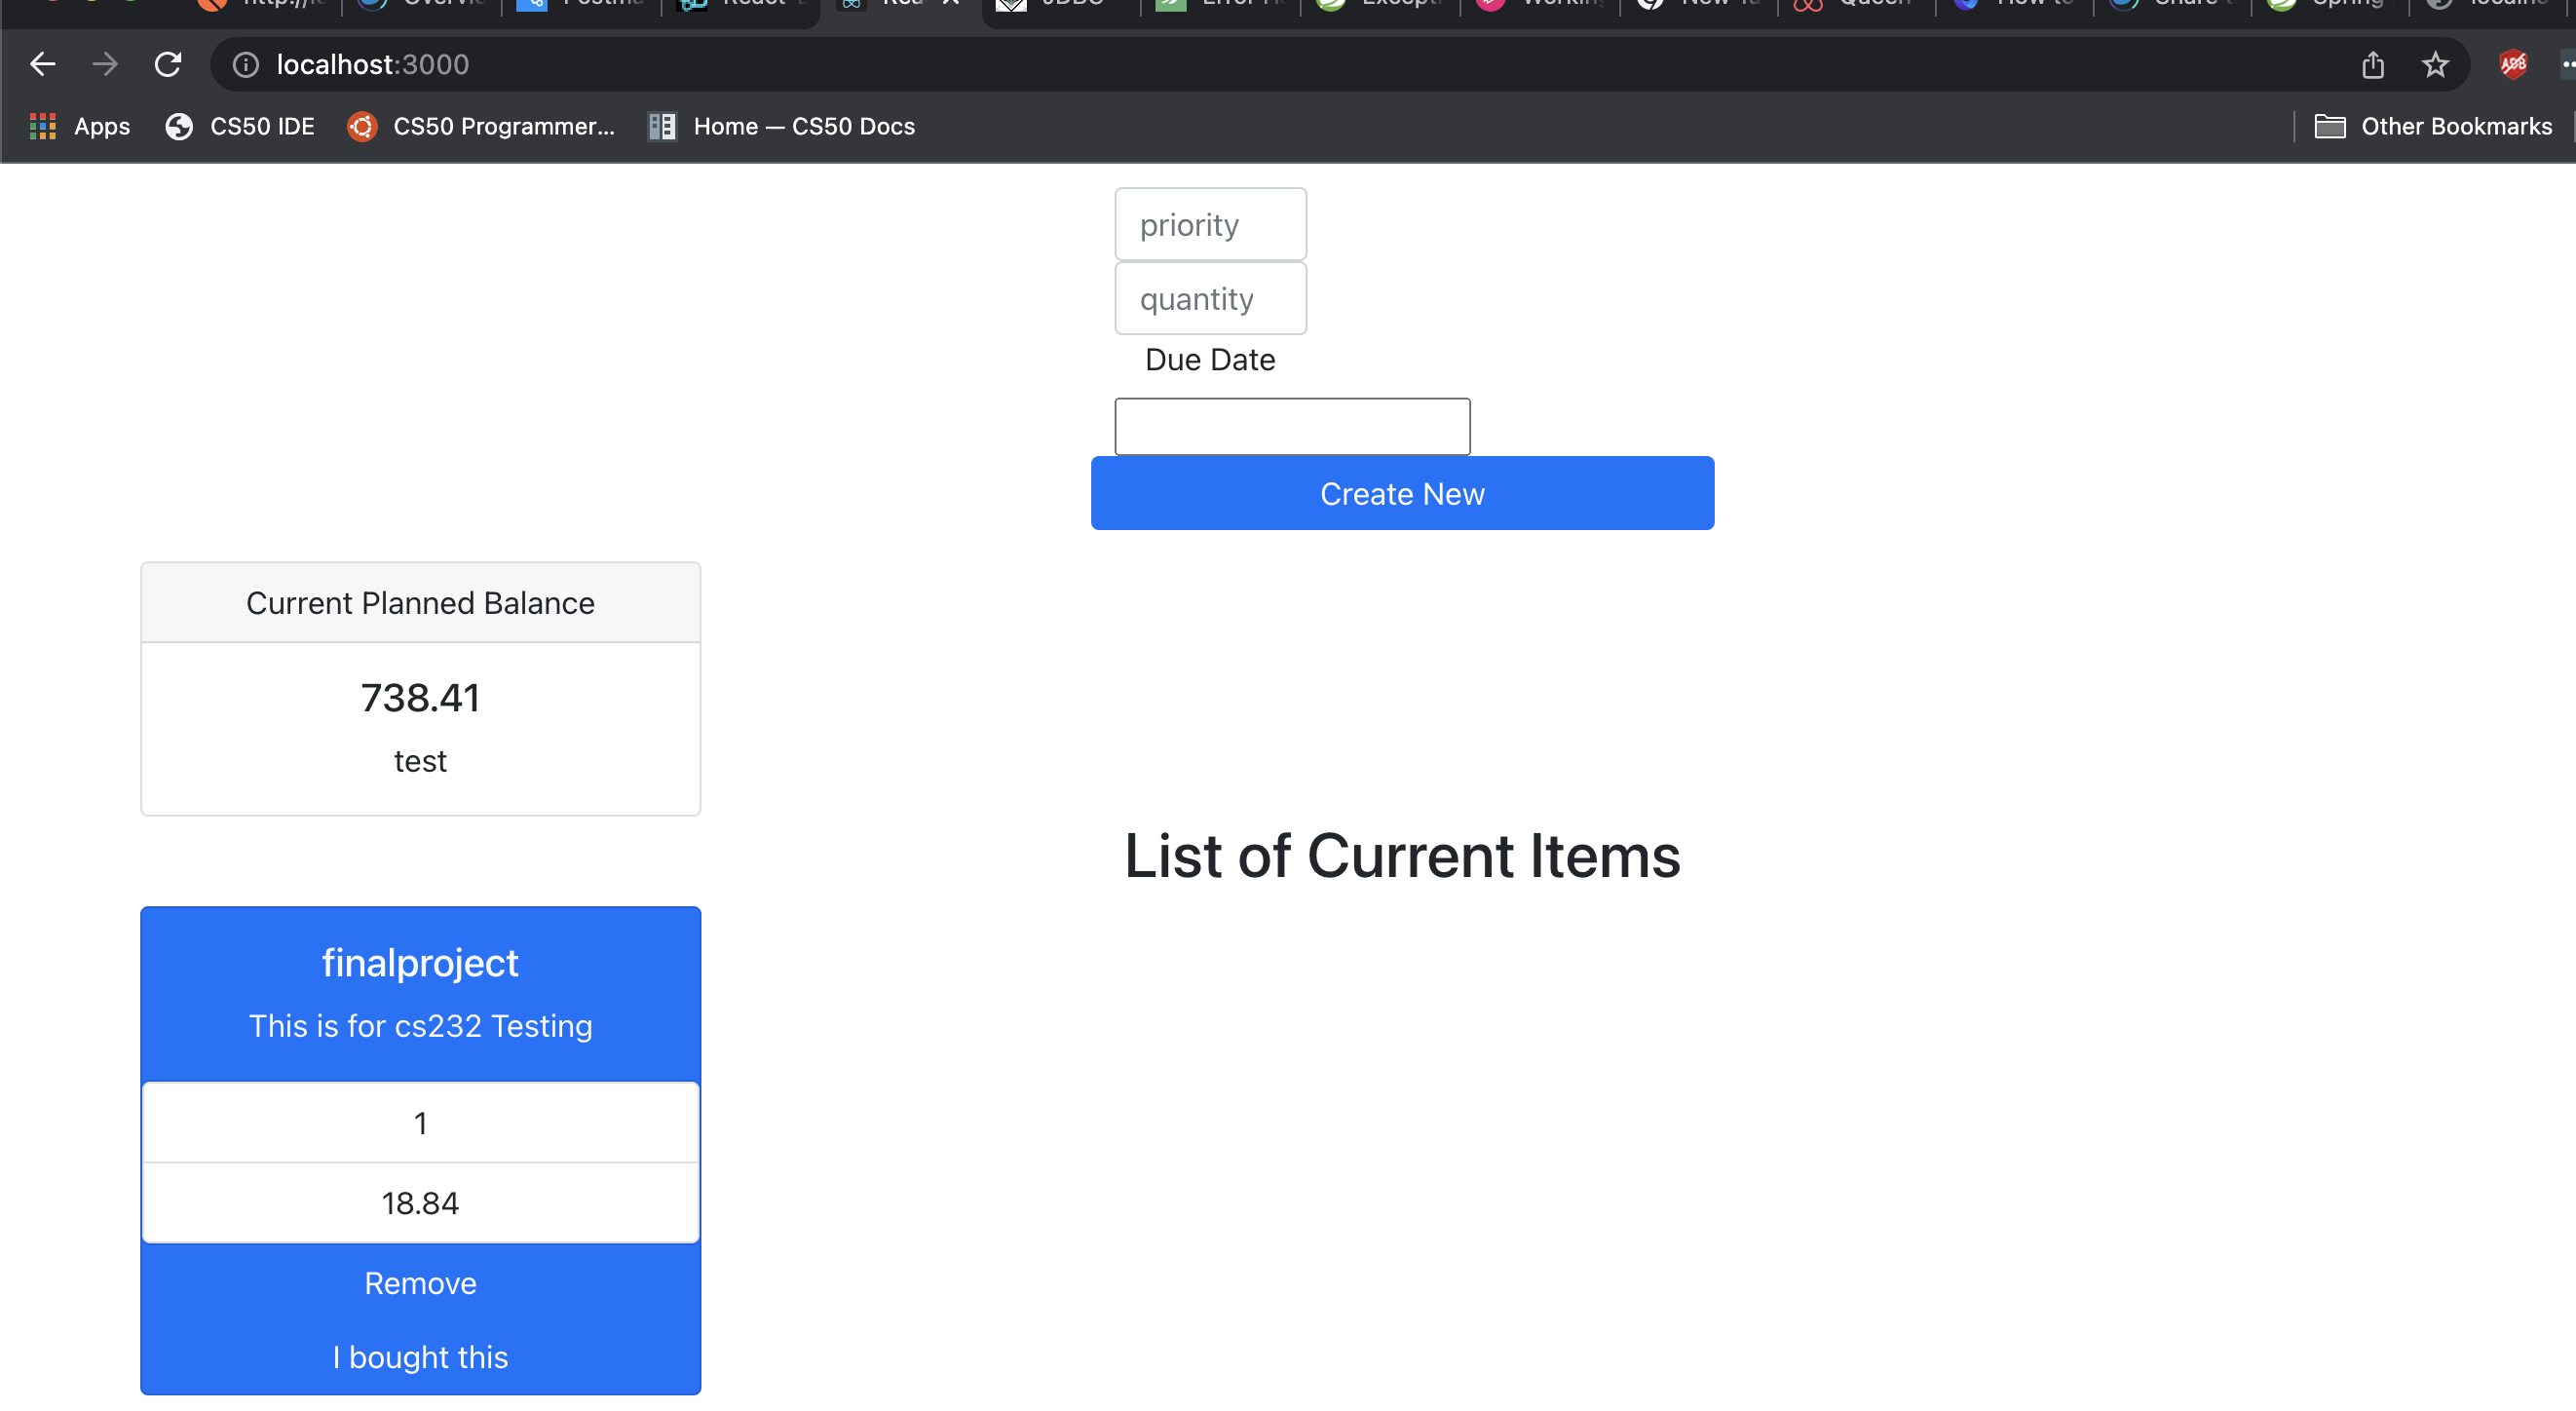 localhost:3000
Apps CS50 IDE CS50 Programmer... Home — CS50 Docs Other Bookmarks
priority
quantity
Due Date
Create New
Current Planned Balance
738.41
test
List of Current Items
finalproject
This is for cs232 Testing
1
18.84
Remove
I bought this